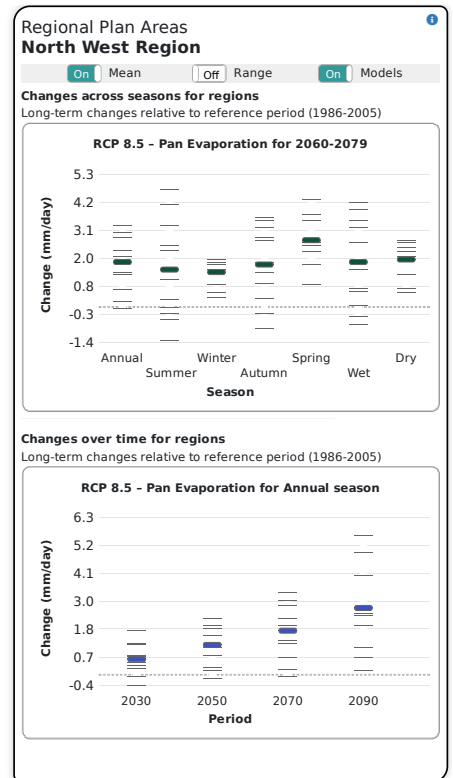 Regional Plan Areas
North West Region
On Mean Off Range On Models
Changes across seasons for regions
Long-term changes relative to reference period (1986-2005)
RCP 8.5 – Pan Evaporation for 2060-2079
Change (mm/day)
5.3
4.2
3.1
2.0
0.8
-0.3
-1.4
Annual Winter Spring Dry
Summer Autumn Wet
Season
Changes over time for regions
Long-term changes relative to reference period (1986-2005)
RCP 8.5 – Pan Evaporation for Annual season
Change (mm/day)
6.3
5.2
4.1
3.0
1.8
0.7
-0.4
2030 2050 2070 2090
Period